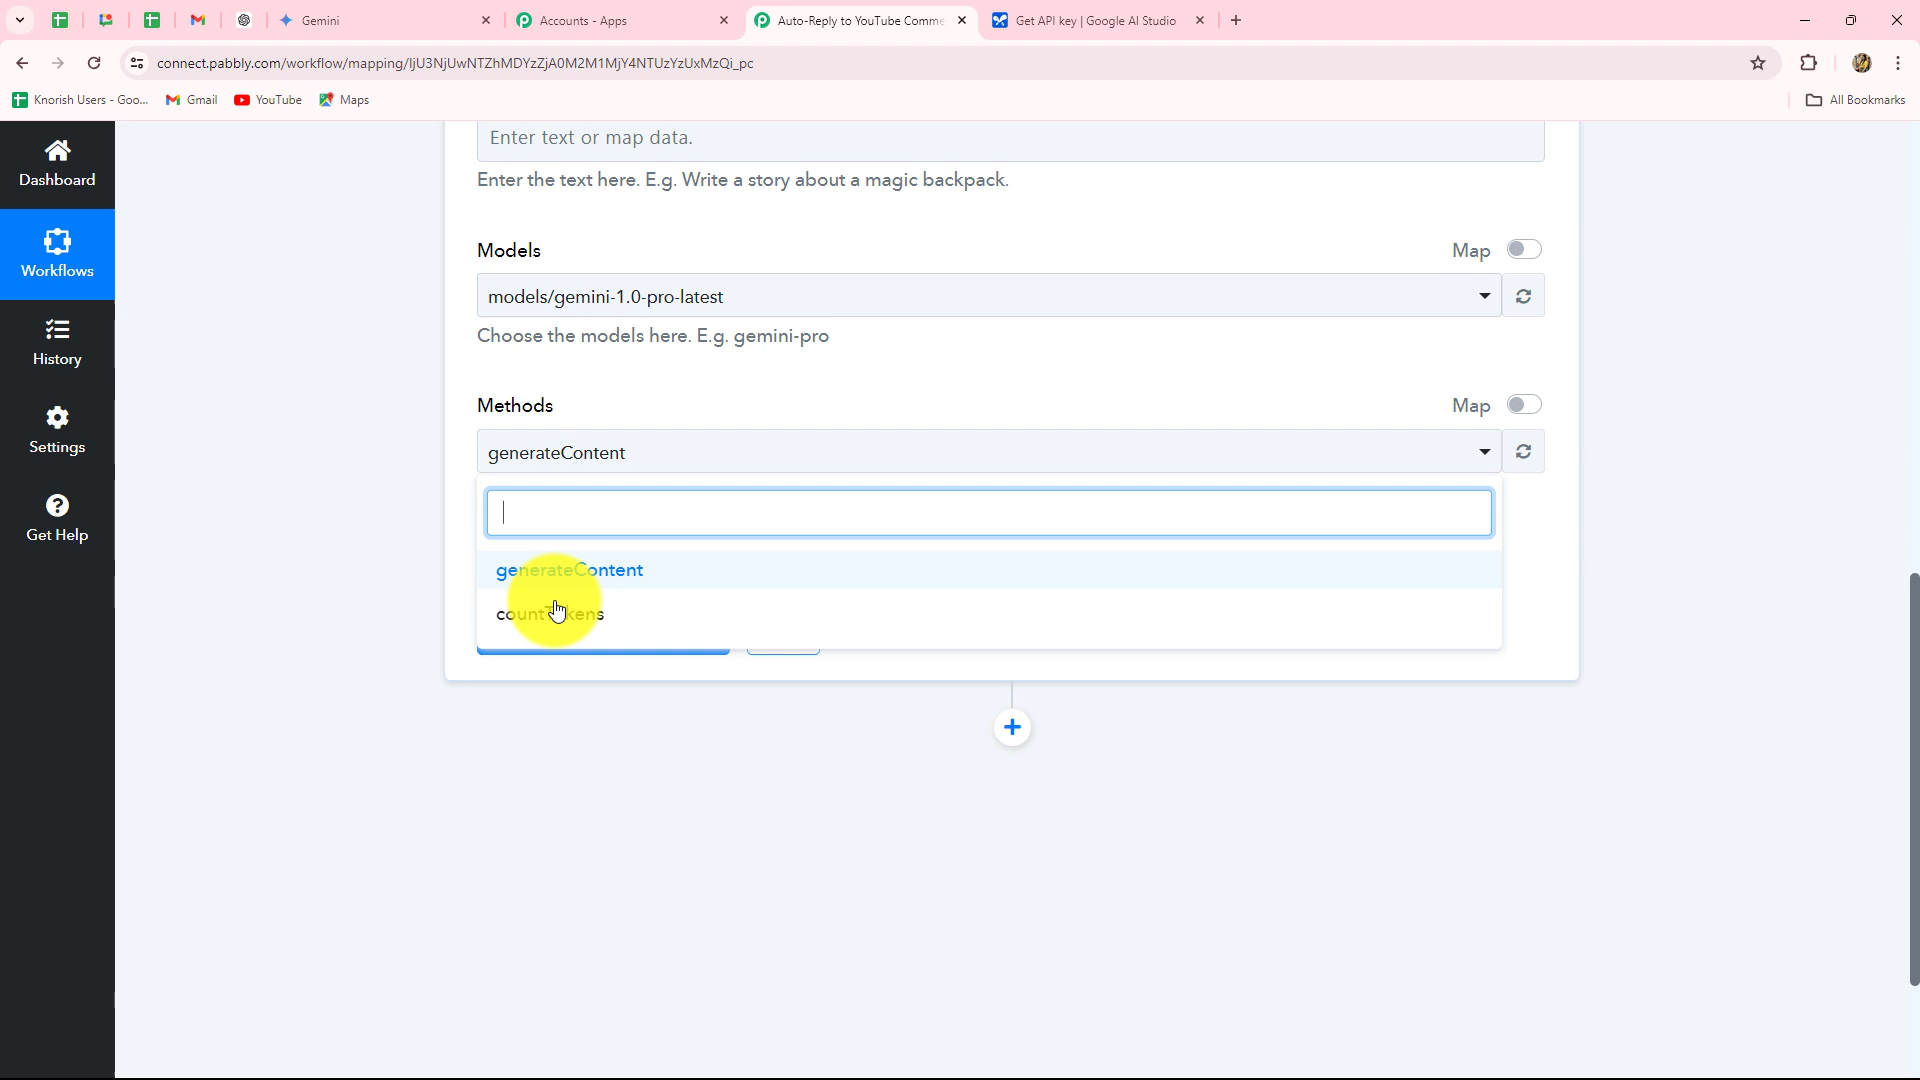 Gemini
Accounts - Apps
Auto-Reply to YouTube Comme
Get API key | Google AI Studio
connect.pabbly.com/workflow/mapping/IjU3NjUwNTZhMDYzZjA0M2M1MjY4NTUzYzUxMzQi_pc
Knorish Users - Goo...
Gmail
YouTube
Maps
All Bookmarks
Dashboard
Workflows
History
Settings
Get Help
Enter text or map data.
Enter the text here. E.g. Write a story about a magic backpack.
Models
Map
models/gemini-1.0-pro-latest
Choose the models here. E.g. gemini-pro
Methods
Map
generateContent
generateContent
countTokens